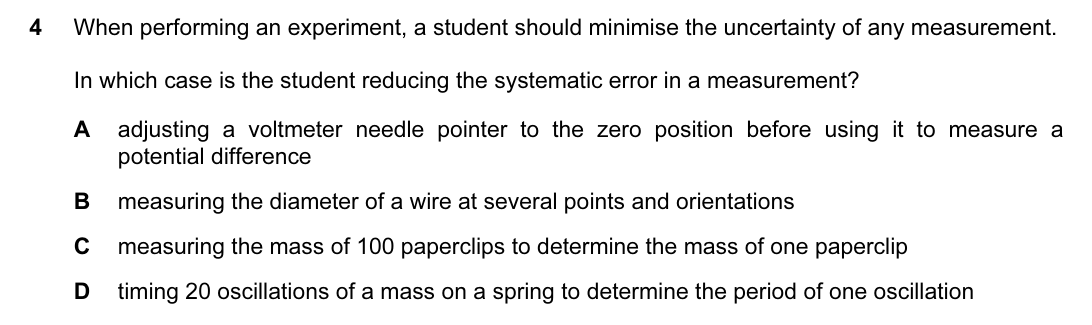 4 When performing an experiment, a student should minimise the uncertainty of any measurement.
In which case is the student reducing the systematic error in a measurement?
A adjusting a voltmeter needle pointer to the zero position before using it to measure a
potential difference
B measuring the diameter of a wire at several points and orientations
C measuring the mass of 100 paperclips to determine the mass of one paperclip
D timing 20 oscillations of a mass on a spring to determine the period of one oscillation